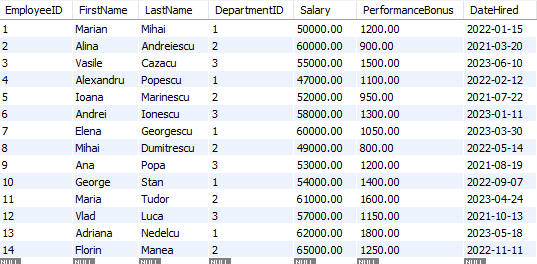 EmployeeID FirstName LastName DepartmentID Salary PerformanceBonus DateHired
1 Marian Mihai 1 50000.00 1200.00 2022-01-15
2 Alina Andreiescu 2 60000.00 900.00 2021-03-20
3 Vasile Cazacu 3 55000.00 1500.00 2023-06-10
4 Alexandru Popescu 1 47000.00 1100.00 2022-02-12
5 Ioana Marinescu 2 52000.00 950.00 2021-07-22
6 Andrei Ionescu 3 58000.00 1300.00 2023-01-11
7 Elena Georgescu 1 60000.00 1050.00 2023-03-30
8 Mihai Dumitrescu 2 49000.00 800.00 2022-05-14
9 Ana Popa 3 53000.00 1200.00 2021-08-19
10 George Stan 1 54000.00 1400.00 2022-09-07
11 Maria Tudor 2 61000.00 1600.00 2023-04-24
12 Vlad Luca 3 57000.00 1150.00 2021-10-13
13 Adriana Nedelcu 1 62000.00 1800.00 2023-05-18
14 Florin Manea 2 65000.00 1250.00 2022-11-11
NULL NULL NULL NULL NULL NULL NULL